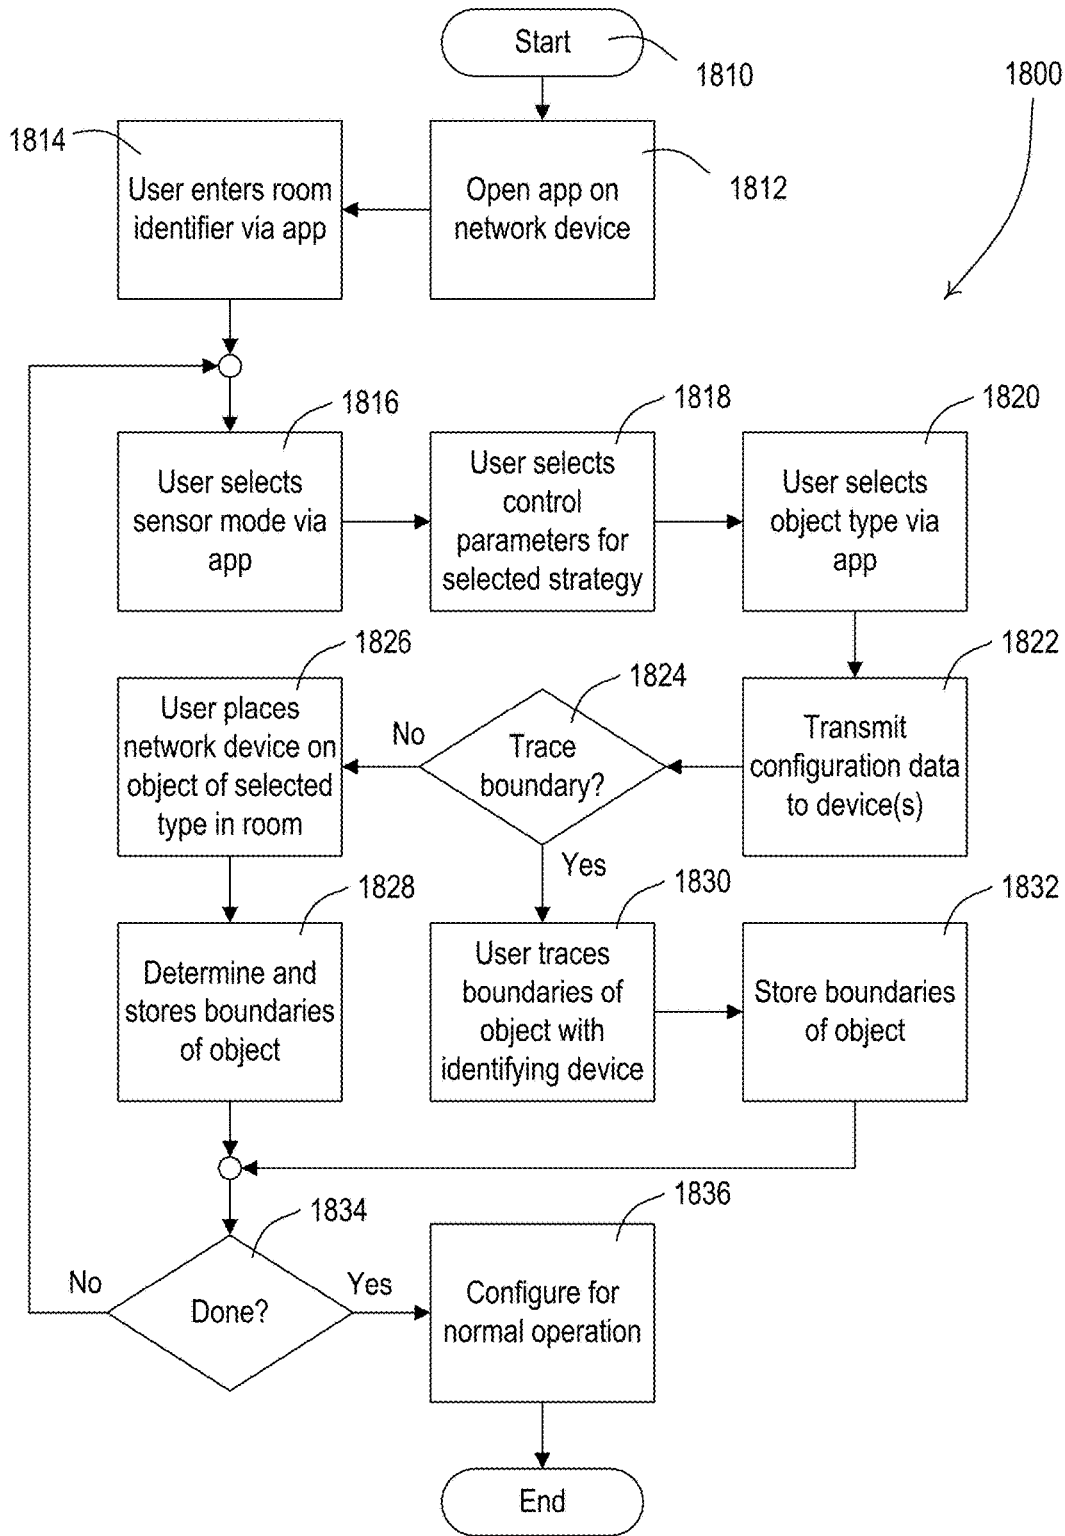 Start
1810
1800
1814
User enters room
identifier via app
Open app on
network device
1812
1816
User selects
sensor mode via
app
1818
User selects
control
parameters for
selected strategy
1820
User selects
object type via
app
1826
User places
network device on
object of selected
type in room
No
1824
Trace
boundary?
Yes
1822
Transmit
configuration data
to device(s)
1828
Determine and
stores boundaries
of object
1830
User traces
boundaries of
object with
identifying device
1832
Store boundaries
of object
1834
No
Done?
Yes
1836
Configure for
normal operation
End